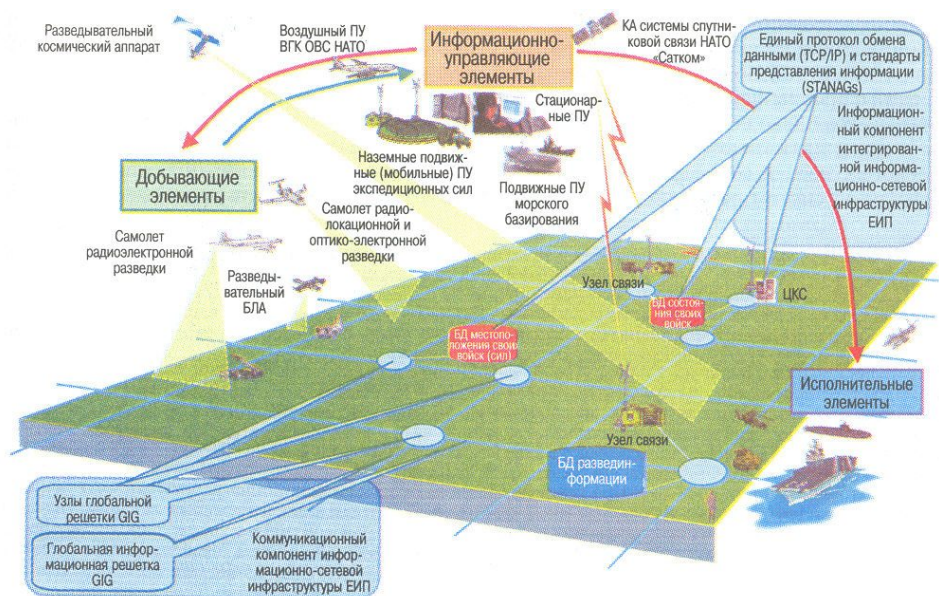 Разведывательный
космический аппарат
Воздушный ПУ
ВГК ОВС НАТО
Информационно-
управляющие
элементы
КА системы спутни-
ковой связи НАТО
«Сатком»
Единый протокол обмена
данными (TCP/IP) и стандарты
представления информации
(STANAGs)
Информацион-
ный компонент
интегрирован-
ной информа-
ционно-сетевой
инфраструктуры
ЕИП
Стационар-
ные ПУ
Наземные подвиж-
ные (мобильные) ПУ
экспедиционных сил
Подвижные ПУ
морского
базирования
Добывающие
элементы
Самолет радио-
локационной и
оптико-электронной
разведки
Самолет
радиоэлектронной
разведки
Разведы-
вательный
БЛА
Узел связи
ЦКС
БД состоя-
ния своих
войск
БД местопо-
ложения своих
войск (сил)
Исполнительные
элементы
Узел связи
БД развединформации
Узлы глобальной
решетки GIG
Глобальная инфор-
мационная решетка
GIG
Коммуникационный
компонент инфор-
мационно-сетевой
инфраструктуры ЕИП